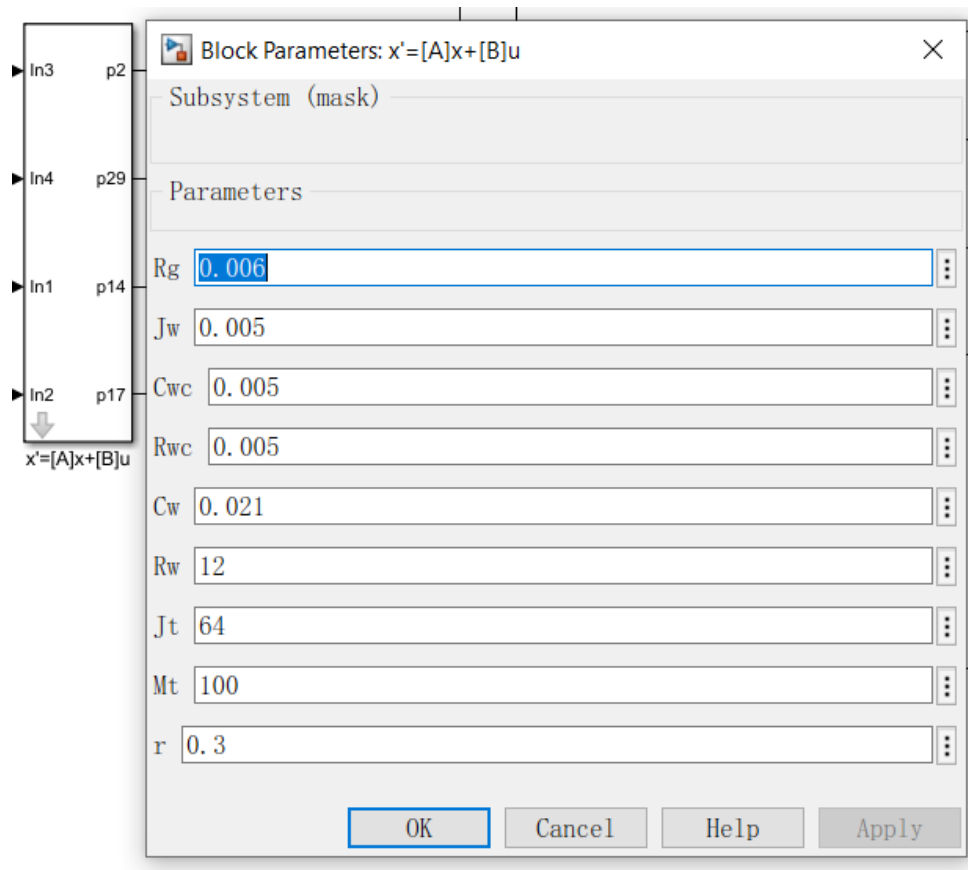 Block Parameters: x'=[A]x+[B]u
In3 p2
In4 p29
In1 p14
In2 p17
x'=[A]x+[B]u
Subsystem (mask)
Parameters
Rg 0.006
Jw 0.005
Cwc 0.005
Rwc 0.005
Cw 0.021
Rw 12
Jt 64
Mt 100
r 0.3
OK Cancel Help Apply